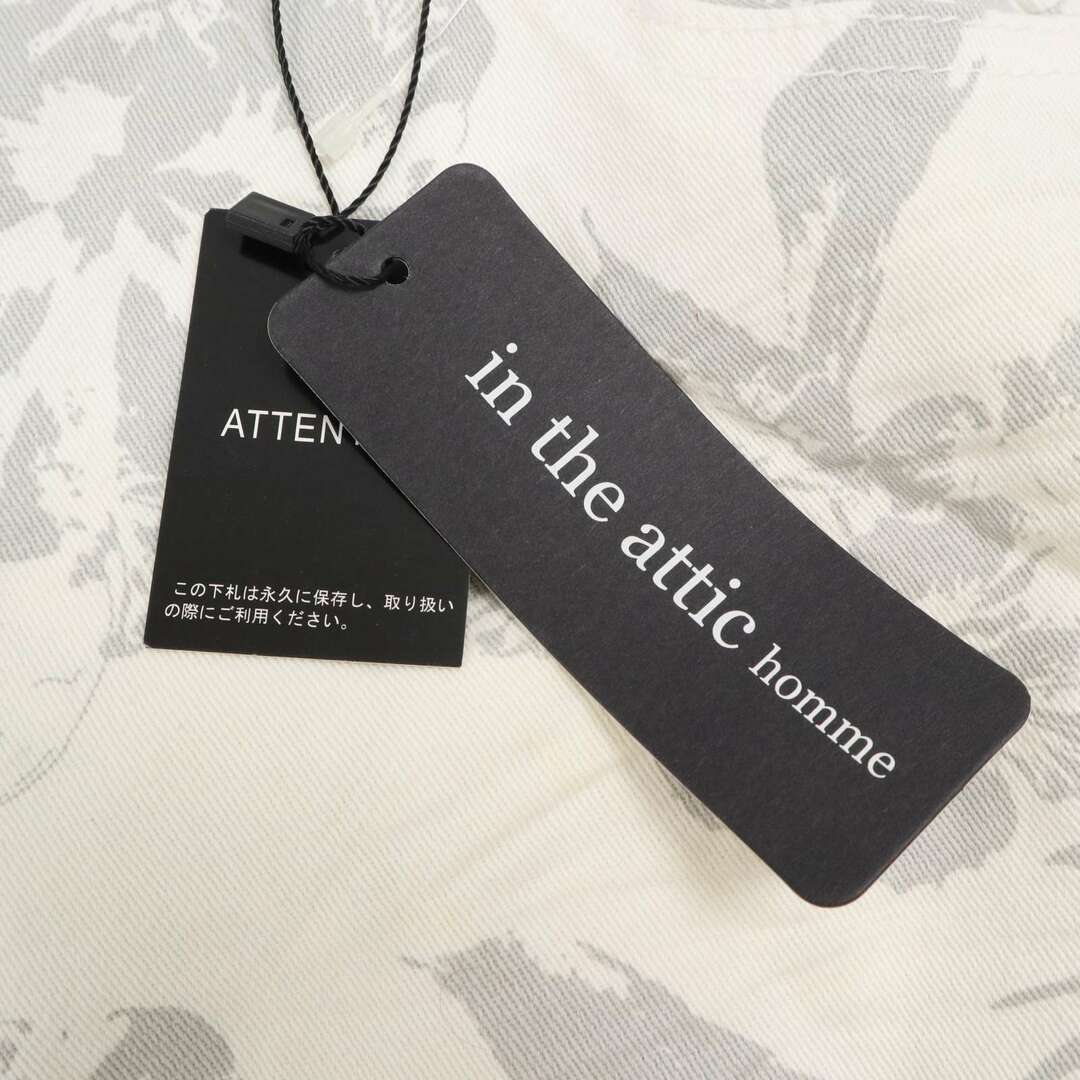 ATTENT
この下札は永久に保存し、取り扱い
の際にご利用ください。
in the attic homme